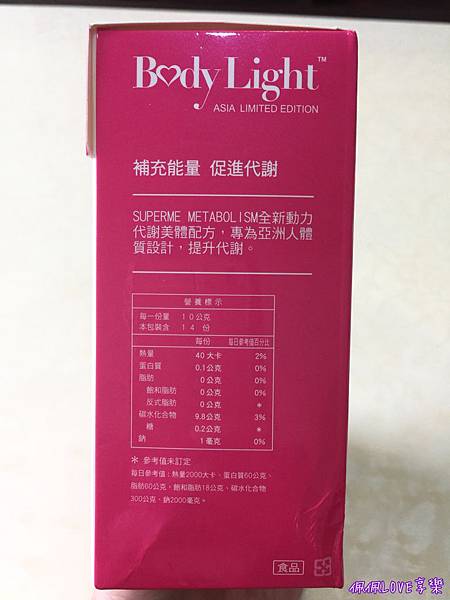 Body Light™
ASIA LIMITED EDITION
補充能量 促進代謝
SUPERME METABOLISM全新動力
代謝美體配方，專為亞洲人體
質設計，提升代謝。
營養標示
每一份量 10公克
本包裝含 14 份
每份 每日參考值百分比
熱量 40大卡 2%
蛋白質 0.1公克 0%
脂肪 0公克 0%
飽和脂肪 0公克 0%
反式脂肪 0公克 *
碳水化合物 9.8公克 3%
糖 0.2公克 *
鈉 1毫克 0%
* 參考值未訂定
每日參考值:熱量2000大卡、蛋白質60公克、
脂肪60公克、飽和脂肪18公克、碳水化合物
300公克、鈉2000毫克。
食品
佩佩LOVE享樂